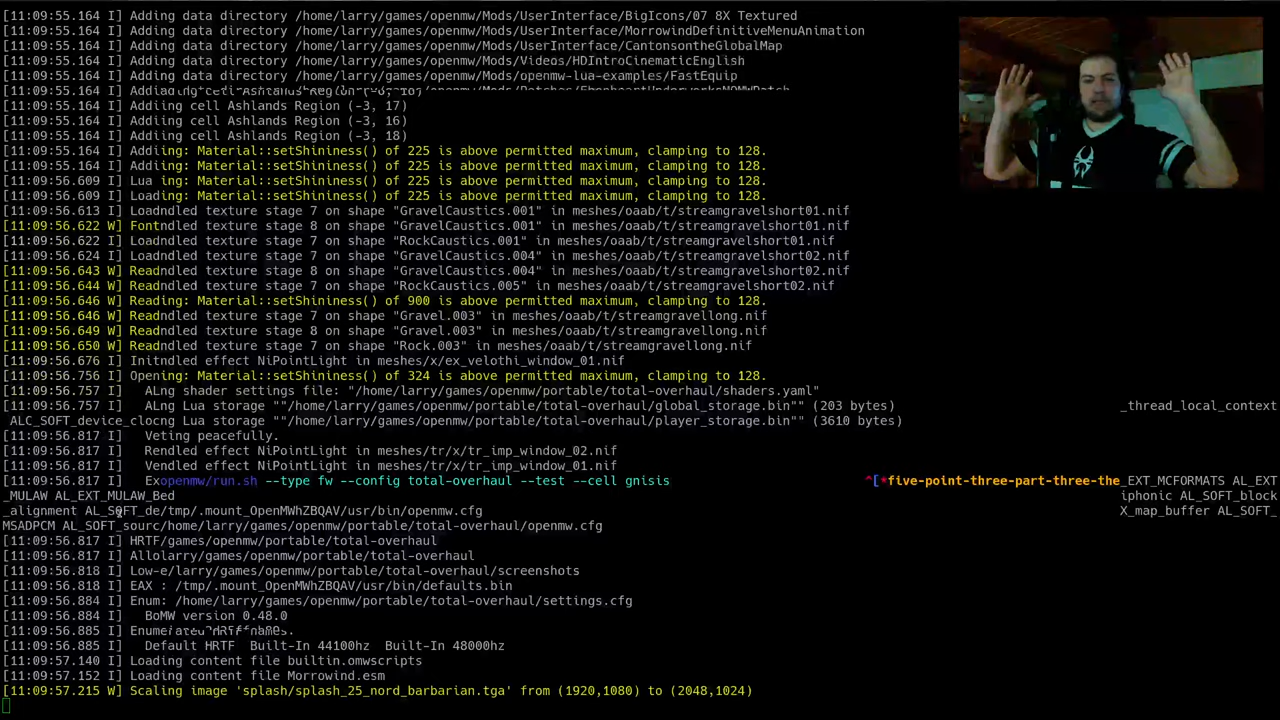 [11:09:55.164 I] Adding data directory /home/larry/games/openmw/Mods/UserInterface/BigIcons/07 8X Textured
[11:09:55.164 I] Adding data directory /home/larry/games/openmw/Mods/UserInterface/MorrowindDefinitiveMenuAnimation
[11:09:55.164 I] Adding data directory /home/larry/games/openmw/Mods/UserInterface/CantonsontheGlobalMap
[11:09:55.164 I] Adding data directory /home/larry/games/openmw/Mods/Videos/HDIntroCinematicEnglish
[11:09:55.164 I] Adding data directory /home/larry/games/openmw/Mods/openmw-lua-examples/FastEquip
[11:09:55.164 I]
[11:09:55.164 I] Addiing cell Ashlands Region (-3, 17)
[11:09:55.164 I] Addiing cell Ashlands Region (-3, 16)
[11:09:55.164 I] Addiing cell Ashlands Region (-3, 18)
[11:09:55.164 I] Addiing: Material::setShininess() of 225 is above permitted maximum, clamping to 128.
[11:09:55.164 I] Addiing: Material::setShininess() of 225 is above permitted maximum, clamping to 128.
[11:09:56.609 I] Lua ing: Material::setShininess() of 225 is above permitted maximum, clamping to 128.
[11:09:56.609 I] Loading: Material::setShininess() of 225 is above permitted maximum, clamping to 128.
[11:09:56.613 I] Loadndled texture stage 7 on shape "GravelCaustics.001" in meshes/oaab/t/streamgravelshort01.nif
[11:09:56.622 W] Fontndled texture stage 8 on shape "GravelCaustics.001" in meshes/oaab/t/streamgravelshort01.nif
[11:09:56.622 I] Loadndled texture stage 7 on shape "RockCaustics.001" in meshes/oaab/t/streamgravelshort01.nif
[11:09:56.624 I] Loadndled texture stage 7 on shape "GravelCaustics.004" in meshes/oaab/t/streamgravelshort02.nif
[11:09:56.643 W] Readndled texture stage 8 on shape "GravelCaustics.004" in meshes/oaab/t/streamgravelshort02.nif
[11:09:56.644 W] Readndled texture stage 7 on shape "RockCaustics.005" in meshes/oaab/t/streamgravelshort02.nif
[11:09:56.646 W] Reading: Material::setShininess() of 900 is above permitted maximum, clamping to 128.
[11:09:56.646 W] Readndled texture stage 7 on shape "Gravel.003" in meshes/oaab/t/streamgravellong.nif
[11:09:56.649 W] Readndled texture stage 8 on shape "Gravel.003" in meshes/oaab/t/streamgravellong.nif
[11:09:56.650 W] Readndled texture stage 7 on shape "Rock.003" in meshes/oaab/t/streamgravellong.nif
[11:09:56.676 I] Initndled effect NiPointLight in meshes/x/ex_velothi_window_01.nif
[11:09:56.756 I] Opening: Material::setShininess() of 324 is above permitted maximum, clamping to 128.
[11:09:56.757 I]   ALng shader settings file: "/home/larry/games/openmw/portable/total-overhaul/shaders.yaml"
[11:09:56.757 I]   ALng Lua storage ""/home/larry/games/openmw/portable/total-overhaul/global_storage.bin"" (203 bytes) _thread_local_context
ALC_SOFT_device_clocng Lua storage ""/home/larry/games/openmw/portable/total-overhaul/player_storage.bin"" (3610 bytes)
[11:09:56.817 I]   Veting peacefully.
[11:09:56.817 I]   Rendled effect NiPointLight in meshes/tr/x/tr_imp_window_02.nif
[11:09:56.817 I]   Vendled effect NiPointLight in meshes/tr/x/tr_imp_window_01.nif
[11:09:56.817 I]   Exopenmw/run.sh --type fw --config total-overhaul --test --cell gnisis ^[*five-point-three-part-three-the_EXT_MCFORMATS AL_EXT
_MULAW AL_EXT_MULAW_Bed iphonic AL_SOFT_block
_alignment AL_SOFT_de/tmp/.mount_OpenMWhZBQAV/usr/bin/openmw.cfg X_map_buffer AL_SOFT_
MSADPCM AL_SOFT_sourc/home/larry/games/openmw/portable/total-overhaul/openmw.cfg
[11:09:56.817 I] HRTF/games/openmw/portable/total-overhaul
[11:09:56.817 I] Allolarry/games/openmw/portable/total-overhaul
[11:09:56.818 I] Low-e/larry/games/openmw/portable/total-overhaul/screenshots
[11:09:56.818 I] EAX : /tmp/.mount_OpenMWhZBQAV/usr/bin/defaults.bin
[11:09:56.884 I] Enum: /home/larry/games/openmw/portable/total-overhaul/settings.cfg
[11:09:56.884 I]   BoMW version 0.48.0
[11:09:56.885 I]
[11:09:56.885 I]   Default HRTF  Built-In 44100hz  Built-In 48000hz
[11:09:57.140 I] Loading content file builtin.omwscripts
[11:09:57.152 I] Loading content file Morrowind.esm
[11:09:57.215 W] Scaling image 'splash/splash_25_nord_barbarian.tga' from (1920,1080) to (2048,1024)